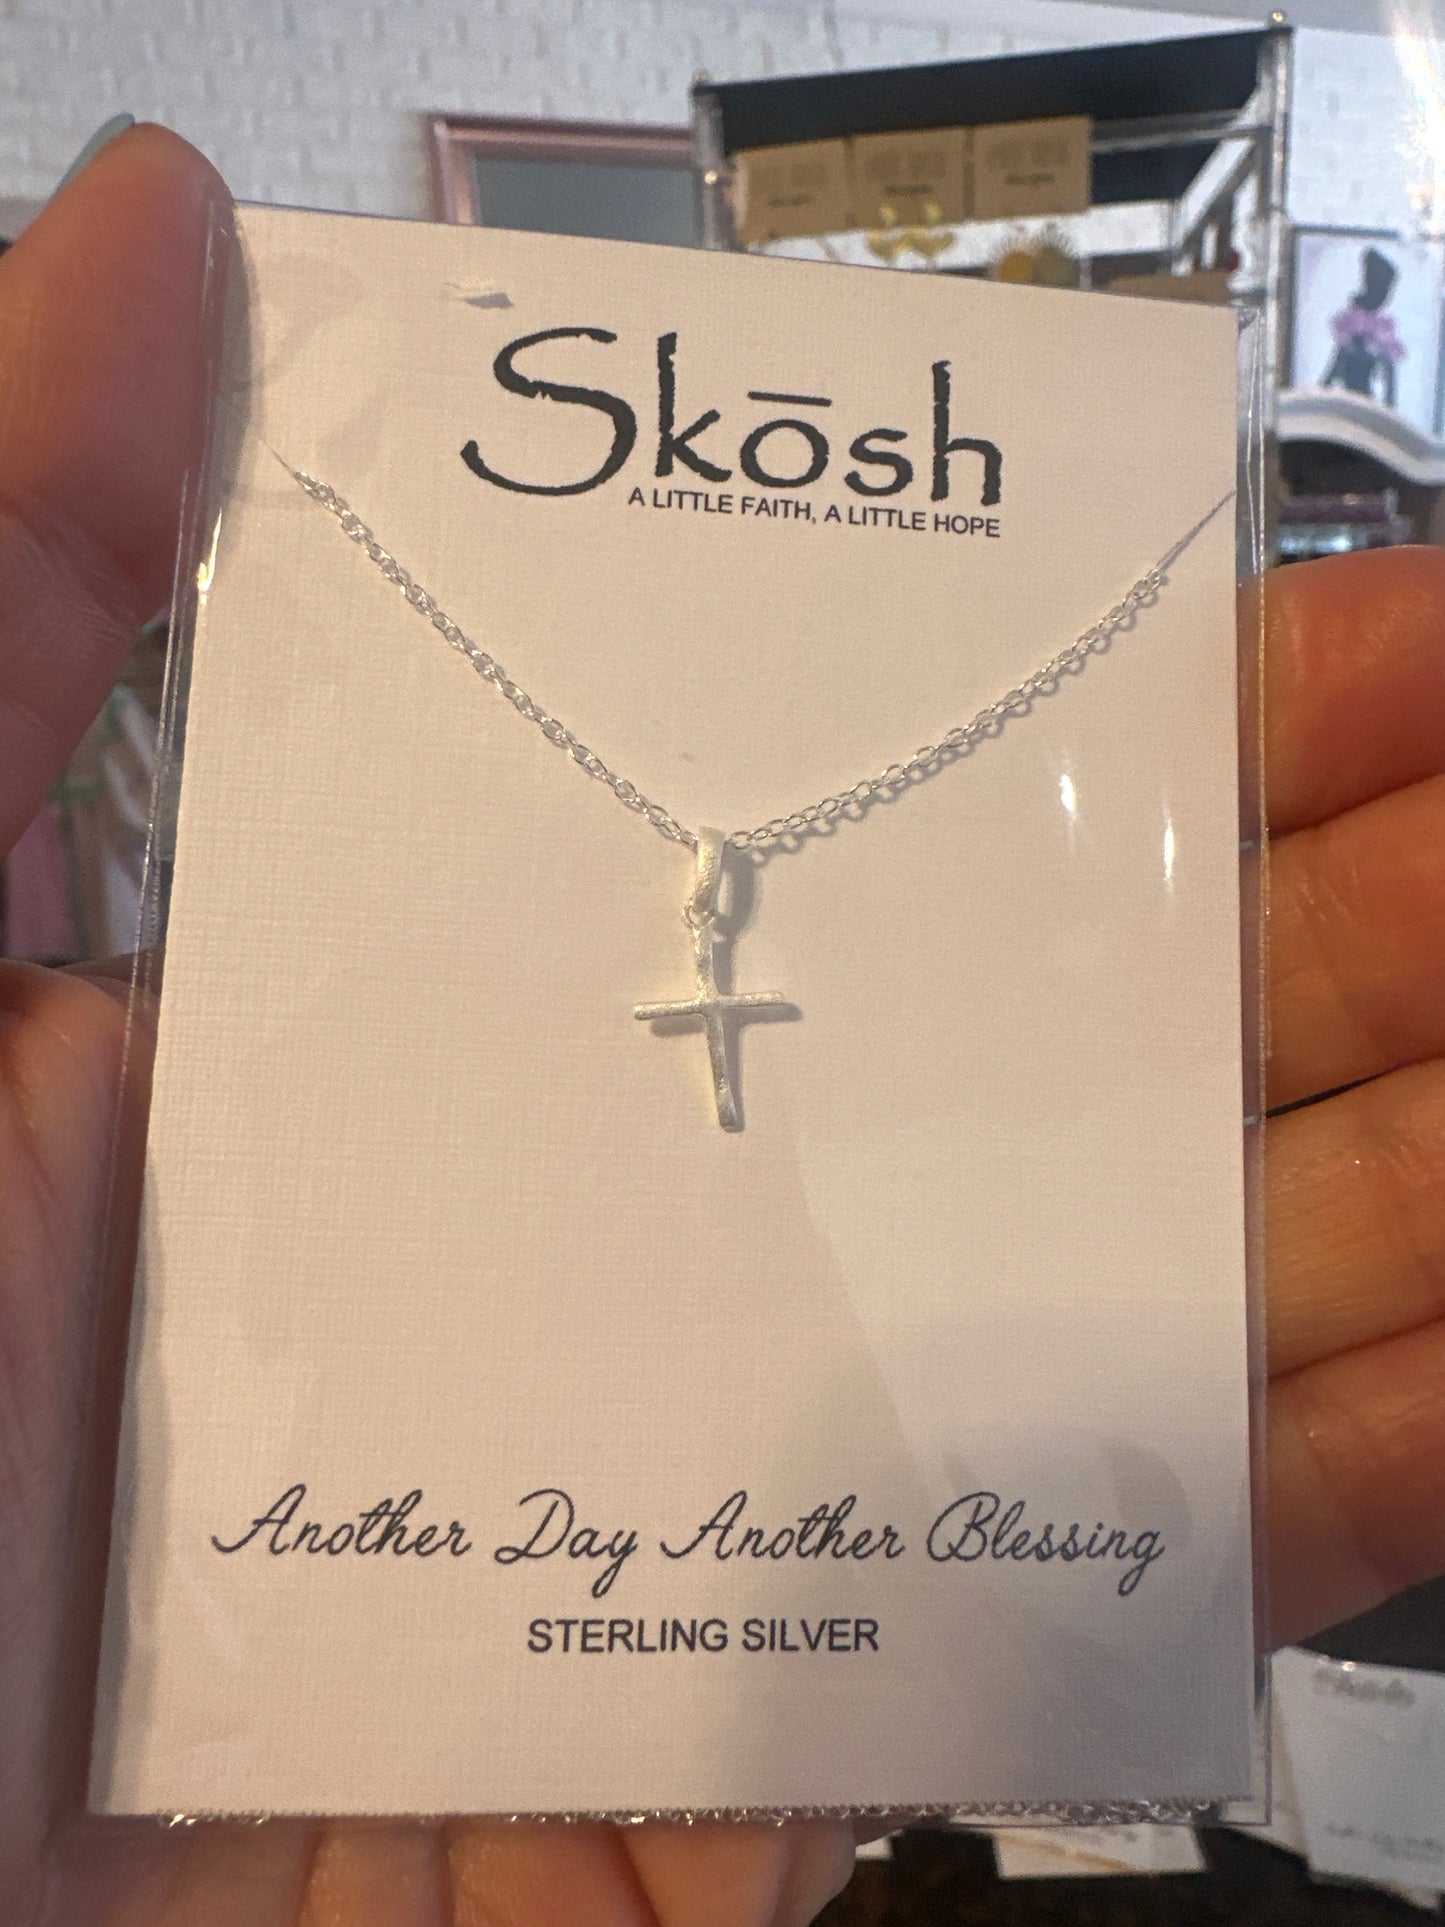 Skōsh
A LITTLE FAITH, A LITTLE HOPE
Another Day Another Blessing
STERLING SILVER